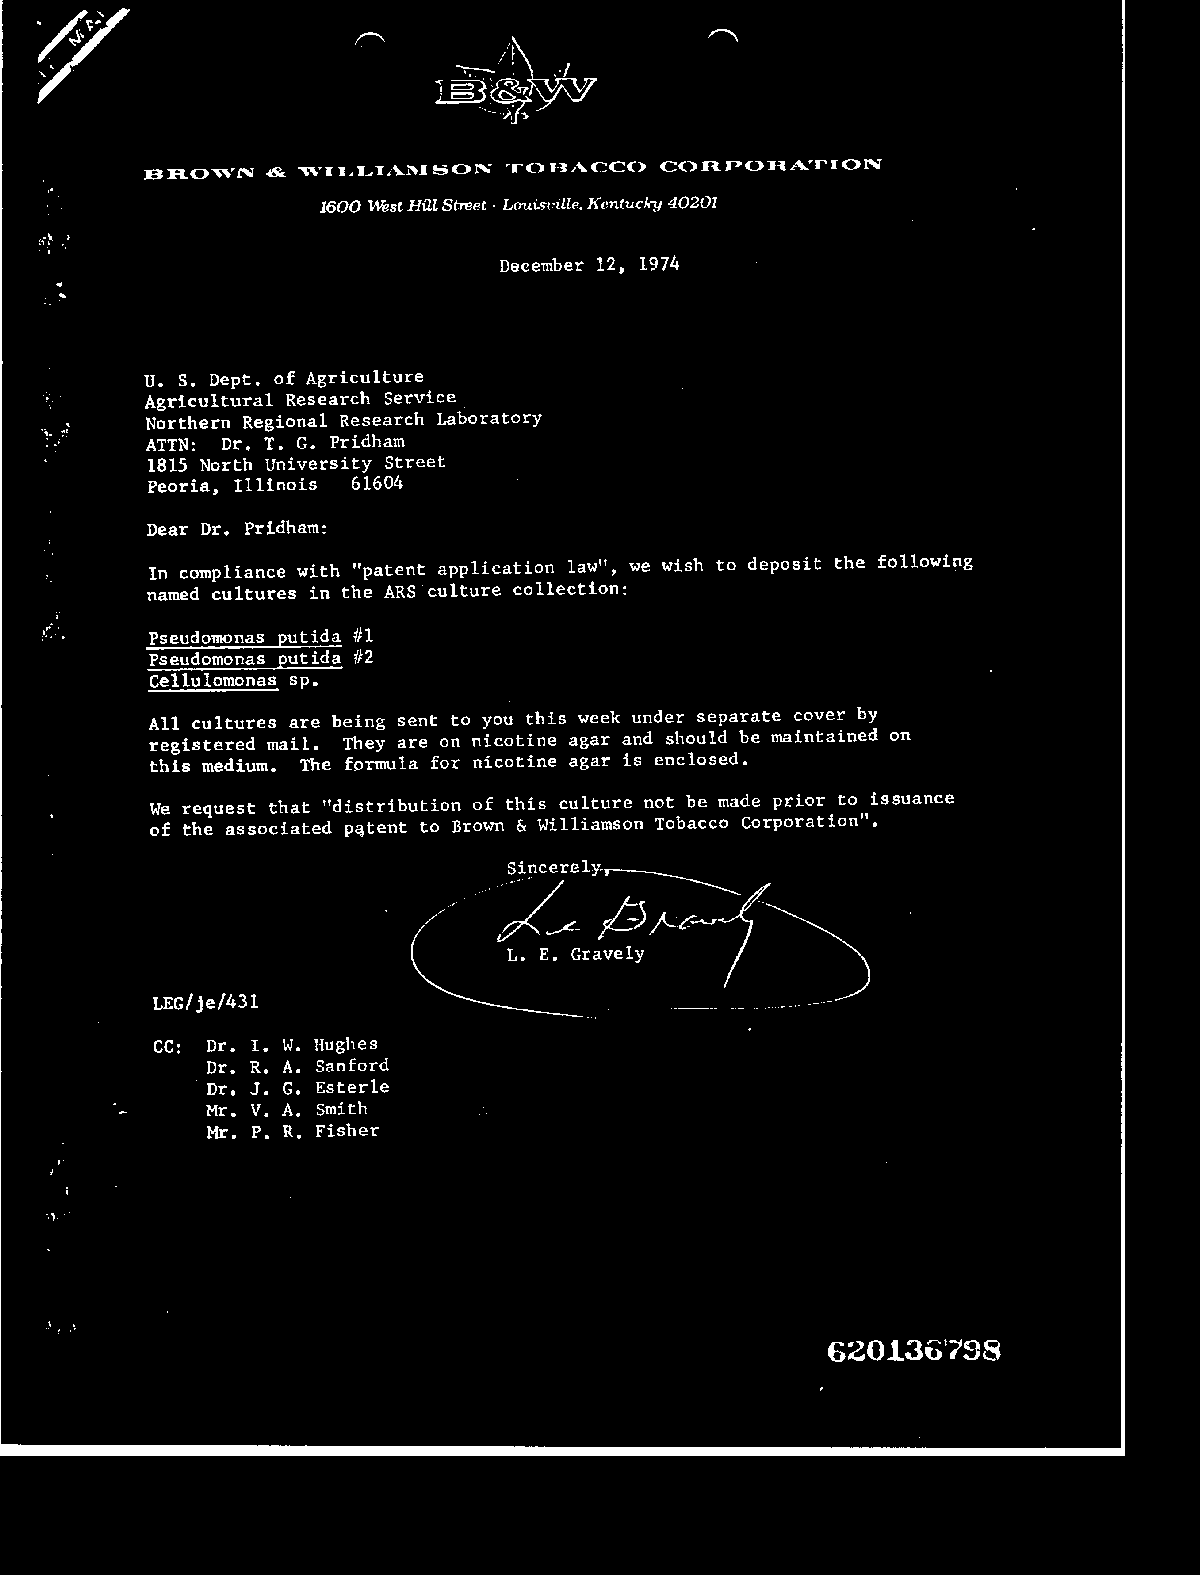 B&W
BROWN & WILLIAMSON TOBACCO CORPORATION
1600 West Hill Street · Louisville, Kentucky 40201
December 12, 1974
U. S. Dept. of Agriculture
Agricultural Research Service
Northern Regional Research Laboratory
ATTN: Dr. T. G. Pridham
1815 North University Street
Peoria, Illinois 61604
Dear Dr. Pridham:
In compliance with "patent application law", we wish to deposit the following
named cultures in the ARS culture collection:
Pseudomonas putida #1
Pseudomonas putida #2
Cellulomonas sp.
All cultures are being sent to you this week under separate cover by
registered mail. They are on nicotine agar and should be maintained on
this medium. The formula for nicotine agar is enclosed.
We request that "distribution of this culture not be made prior to issuance
of the associated patent to Brown & Williamson Tobacco Corporation".
Sincerely,
L E Gravely
L. E. Gravely
LEG/je/431
CC: Dr. I. W. Hughes
Dr. R. A. Sanford
Dr. J. G. Esterle
Mr. V. A. Smith
Mr. P. R. Fisher
620136798